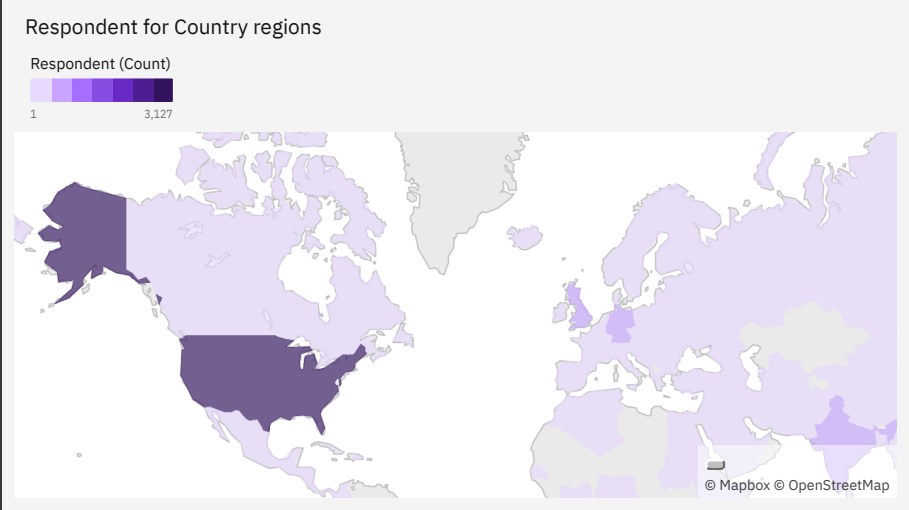 Respondent for Country regions
Respondent (Count)
1 3,127
© Mapbox © OpenStreetMap